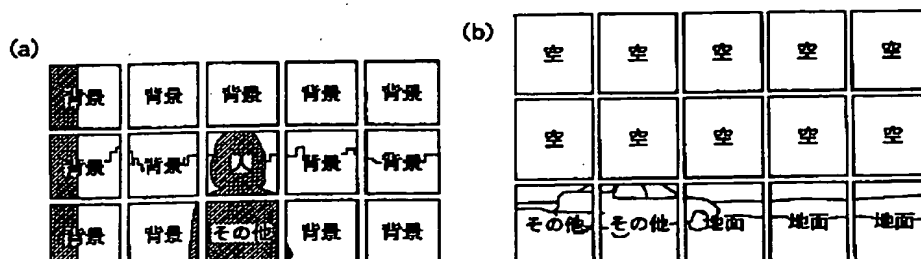 (a)
背景 背景 背景 背景 背景
背景 背景 人 背景 背景
背景 背景 その他 背景 背景
(b)
空 空 空 空 空
空 空 空 空 空
その他 その他 地面 地面 地面